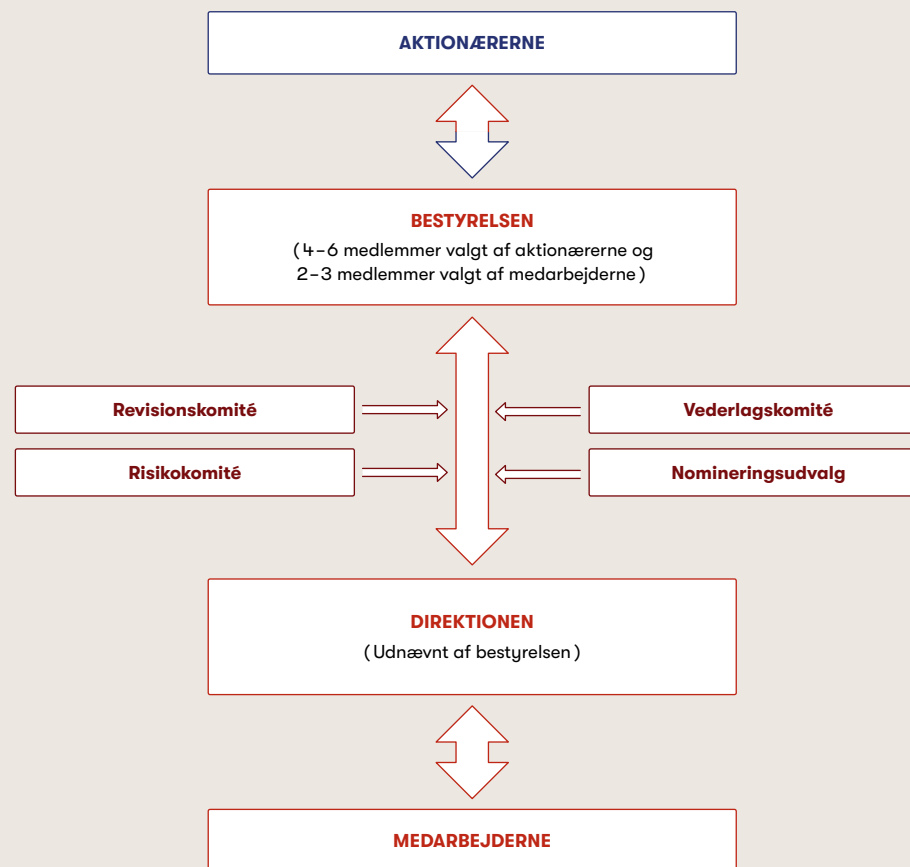 AKTIONÆRERNE
BESTYRELSEN
(4–6 medlemmer valgt af aktionærerne og
2–3 medlemmer valgt af medarbejderne)
Revisionskomité
Vederlagskomité
Risikokomité
Nomineringsudvalg
DIREKTIONEN
(Udnævnt af bestyrelsen)
MEDARBEJDERNE